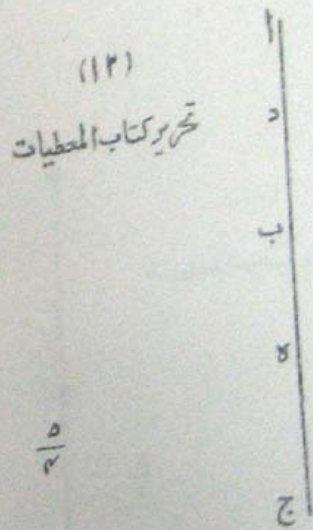 (١٢)
تحرير كتاب المعطيات
ا
د
ب
ه
ج